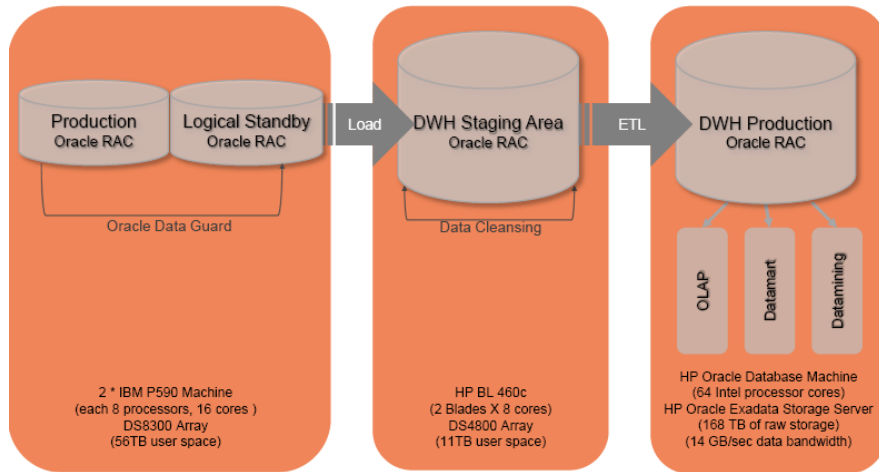 Production
Oracle RAC
Logical Standby
Oracle RAC
Oracle Data Guard
2 * IBM P590 Machine
(each 8 processors, 16 cores )
DS8300 Array
(56TB user space)
Load
DWH Staging Area
Oracle RAC
Data Cleansing
HP BL 460c
(2 Blades X 8 cores)
DS4800 Array
(11TB user space)
ETL
DWH Production
Oracle RAC
OLAP
Datamart
Datamining
HP Oracle Database Machine
(64 Intel processor cores)
HP Oracle Exadata Storage Server
(168 TB of raw storage)
(14 GB/sec data bandwidth)